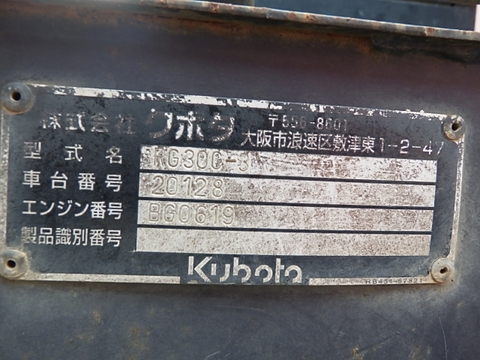 株式会社 クボタ
〒556-8601
大阪市浪速区敷津東1-2-47
型式名
車台番号 20128
エンジン番号 BG0619
製品識別番号
Kubota